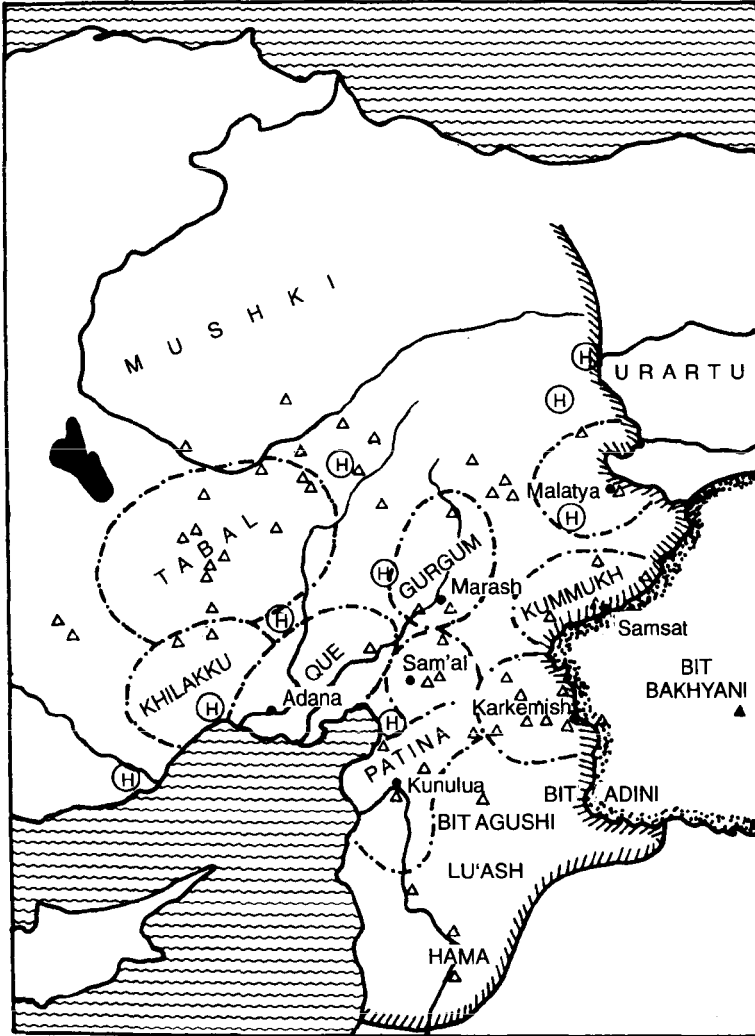 MUSHKI
H
URARTU
H
H
Malatya
H
TABAL
H
GURGUM
Marash
KUMMUKH
H
Samsat
KHILAKKU
QUE
Sam'al
BIT
BAKHYANI
Adana
H
Karkemish
H
PATINA
H
Kunulua
BIT ADINI
BIT AGUSHI
LU'ASH
HAMA